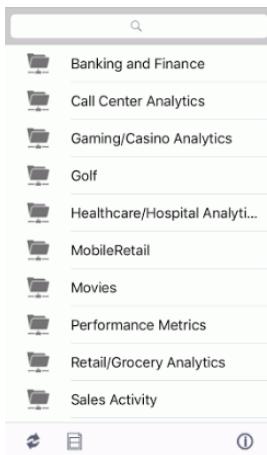 Banking and Finance
Call Center Analytics
Gaming/Casino Analytics
Golf
Healthcare/Hospital Analyti...
MobileRetail
Movies
Performance Metrics
Retail/Grocery Analytics
Sales Activity